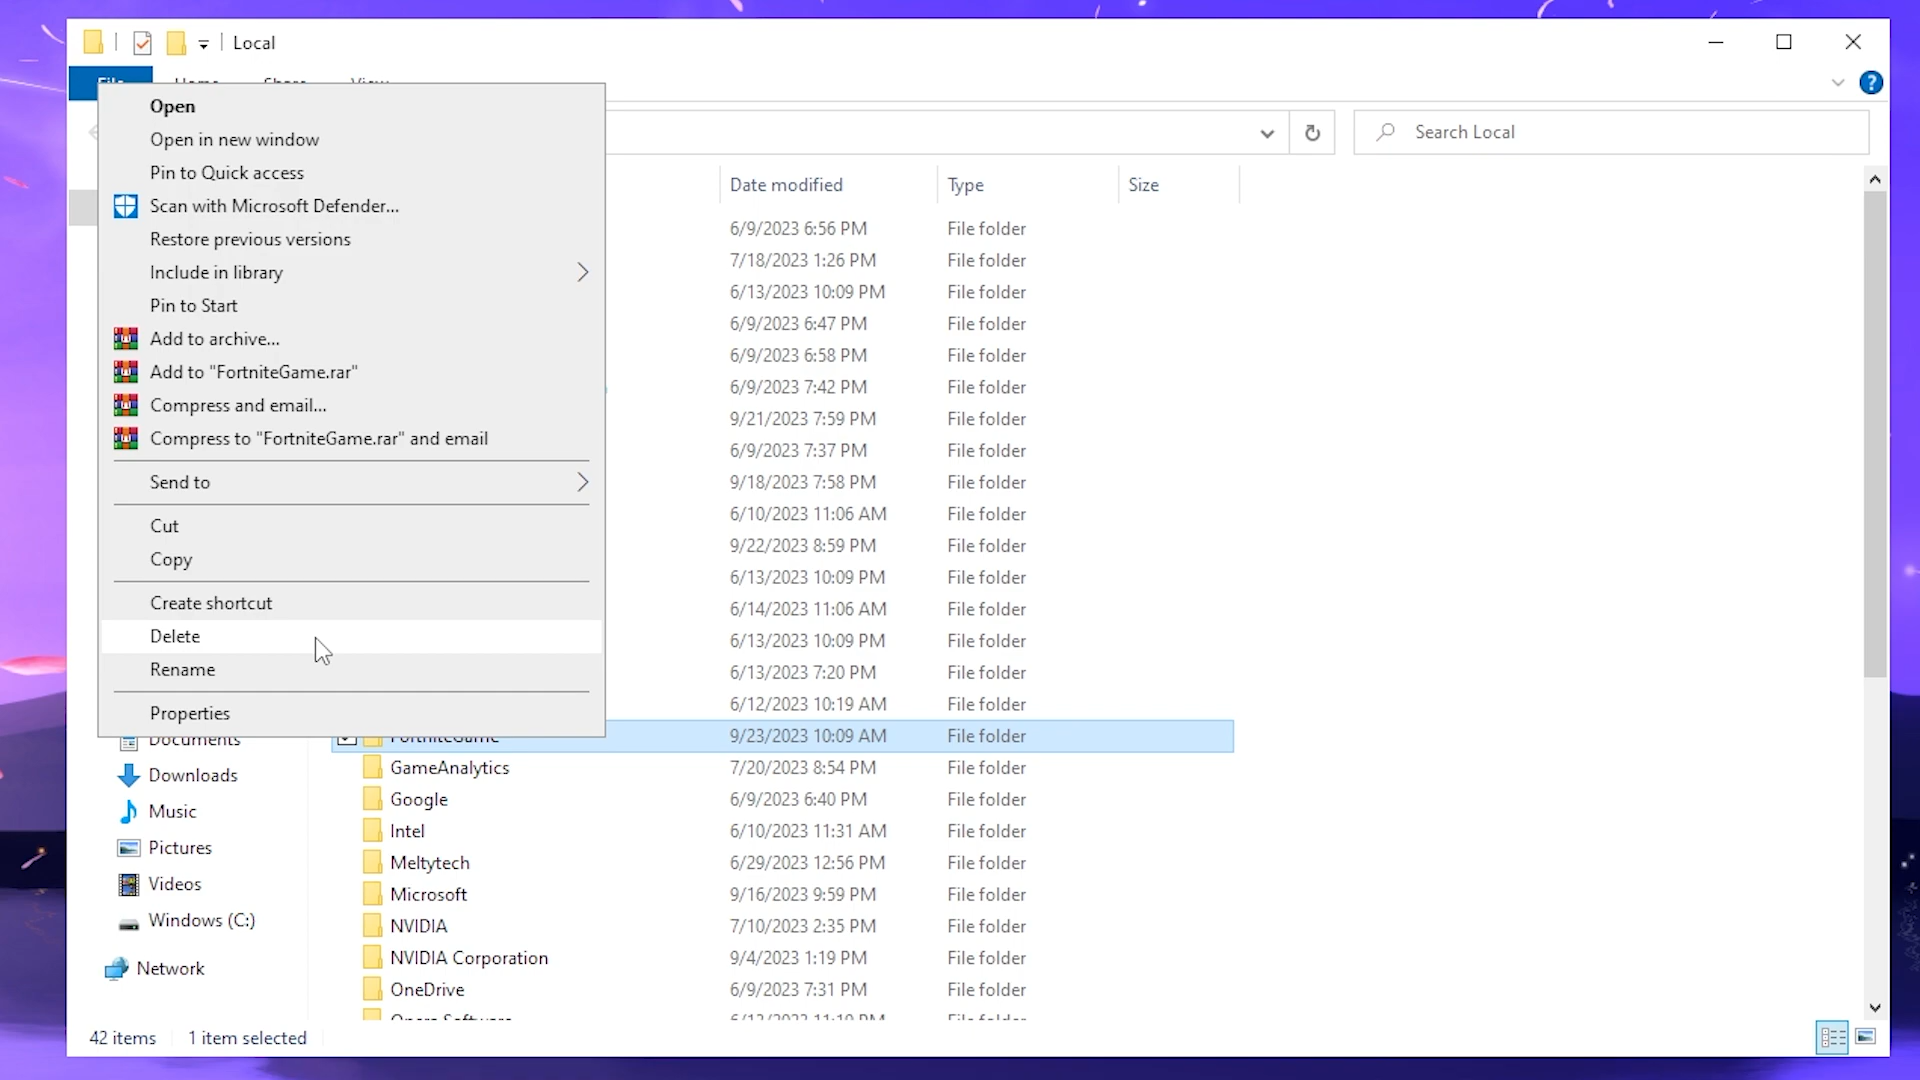 Local
File Home Share View
Search Local
Open
Open in new window
Pin to Quick access
Scan with Microsoft Defender...
Restore previous versions
Include in library
Pin to Start
Add to archive...
Add to "FortniteGame.rar"
Compress and email...
Compress to "FortniteGame.rar" and email
Send to
Cut
Copy
Create shortcut
Delete
Rename
Properties
Documents
Downloads
Music
Pictures
Videos
Windows (C:)
Network
Date modified Type Size
6/9/2023 6:56 PM File folder
7/18/2023 1:26 PM File folder
6/13/2023 10:09 PM File folder
6/9/2023 6:47 PM File folder
6/9/2023 6:58 PM File folder
6/9/2023 7:42 PM File folder
9/21/2023 7:59 PM File folder
6/9/2023 7:37 PM File folder
9/18/2023 7:58 PM File folder
6/10/2023 11:06 AM File folder
9/22/2023 8:59 PM File folder
6/13/2023 10:09 PM File folder
6/14/2023 11:06 AM File folder
6/13/2023 10:09 PM File folder
6/13/2023 7:20 PM File folder
6/12/2023 10:19 AM File folder
FortniteGame 9/23/2023 10:09 AM File folder
GameAnalytics 7/20/2023 8:54 PM File folder
Google 6/9/2023 6:40 PM File folder
Intel 6/10/2023 11:31 AM File folder
Meltytech 6/29/2023 12:56 PM File folder
Microsoft 9/16/2023 9:59 PM File folder
NVIDIA 7/10/2023 2:35 PM File folder
NVIDIA Corporation 9/4/2023 1:19 PM File folder
OneDrive 6/9/2023 7:31 PM File folder
Opera Software File folder
42 items 1 item selected